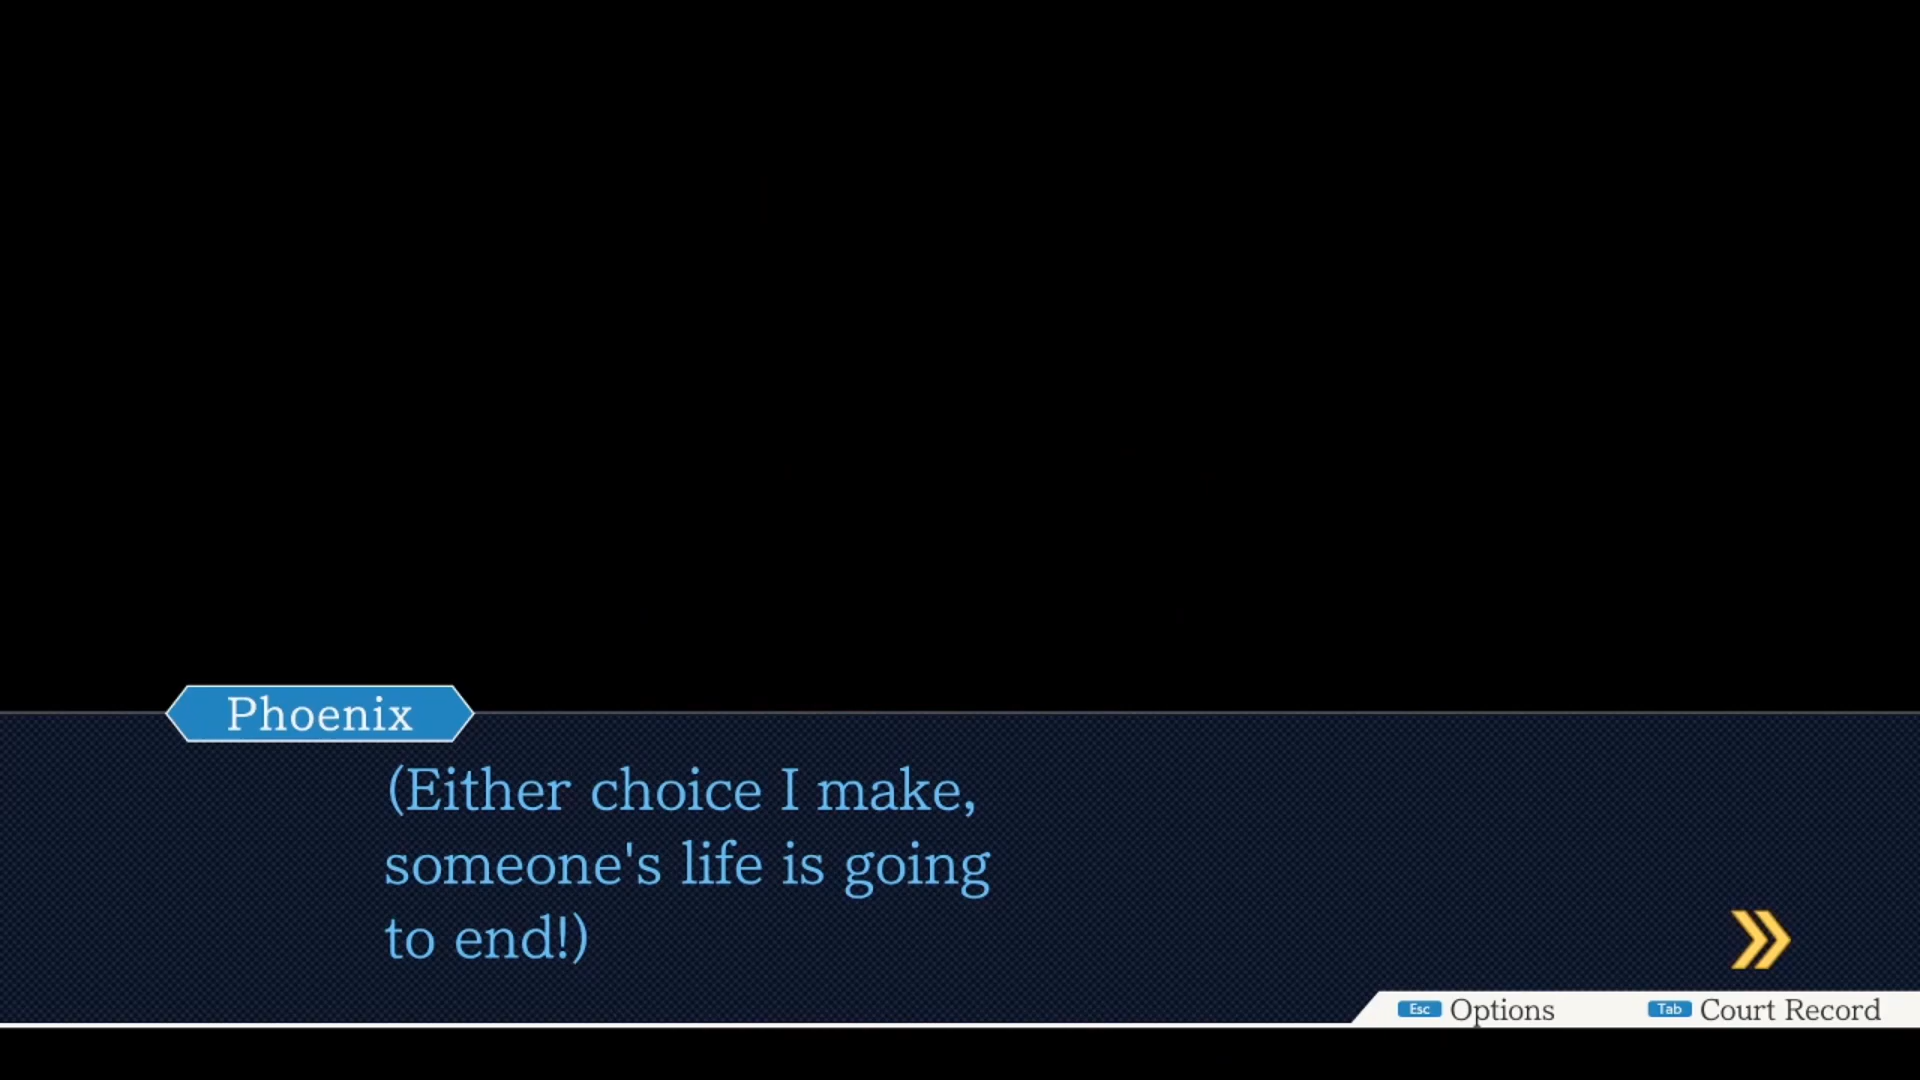 Phoenix
(Either choice I make,
someone's life is going
to end!)
Esc Options Tab Court Record